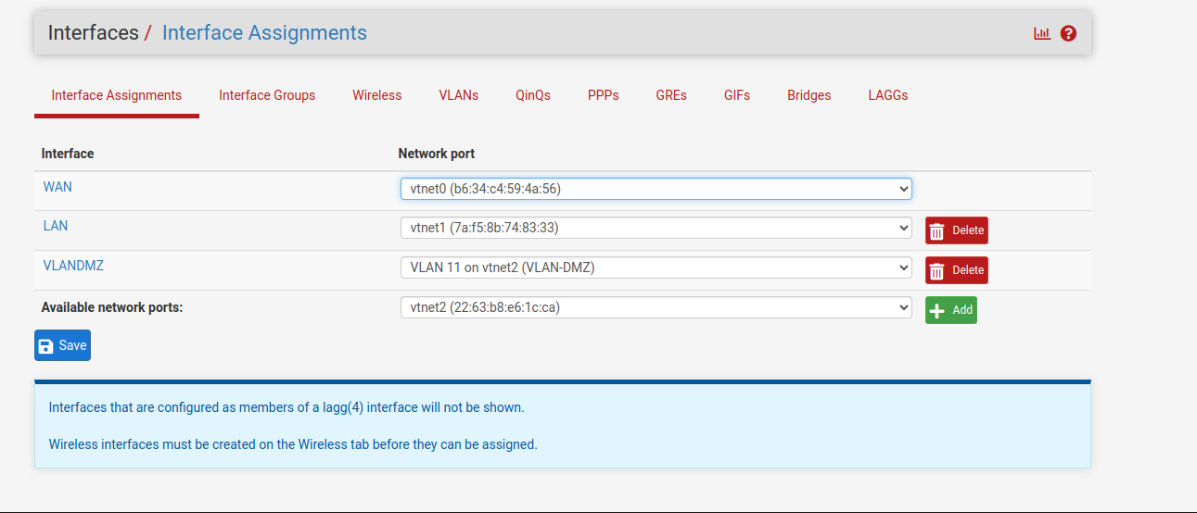 Interfaces / Interface Assignments
Interface Assignments Interface Groups Wireless VLANs QinQs PPPs GREs GIFs Bridges LAGGs
Interface Network port
WAN vtnet0 (b6:34:c4:59:4a:56)
LAN vtnet1 (7a:f5:8b:74:83:33) Delete
VLANDMZ VLAN 11 on vtnet2 (VLAN-DMZ) Delete
Available network ports: vtnet2 (22:63:b8:e6:1c:ca) Add
Save
Interfaces that are configured as members of a lagg(4) interface will not be shown.
Wireless interfaces must be created on the Wireless tab before they can be assigned.